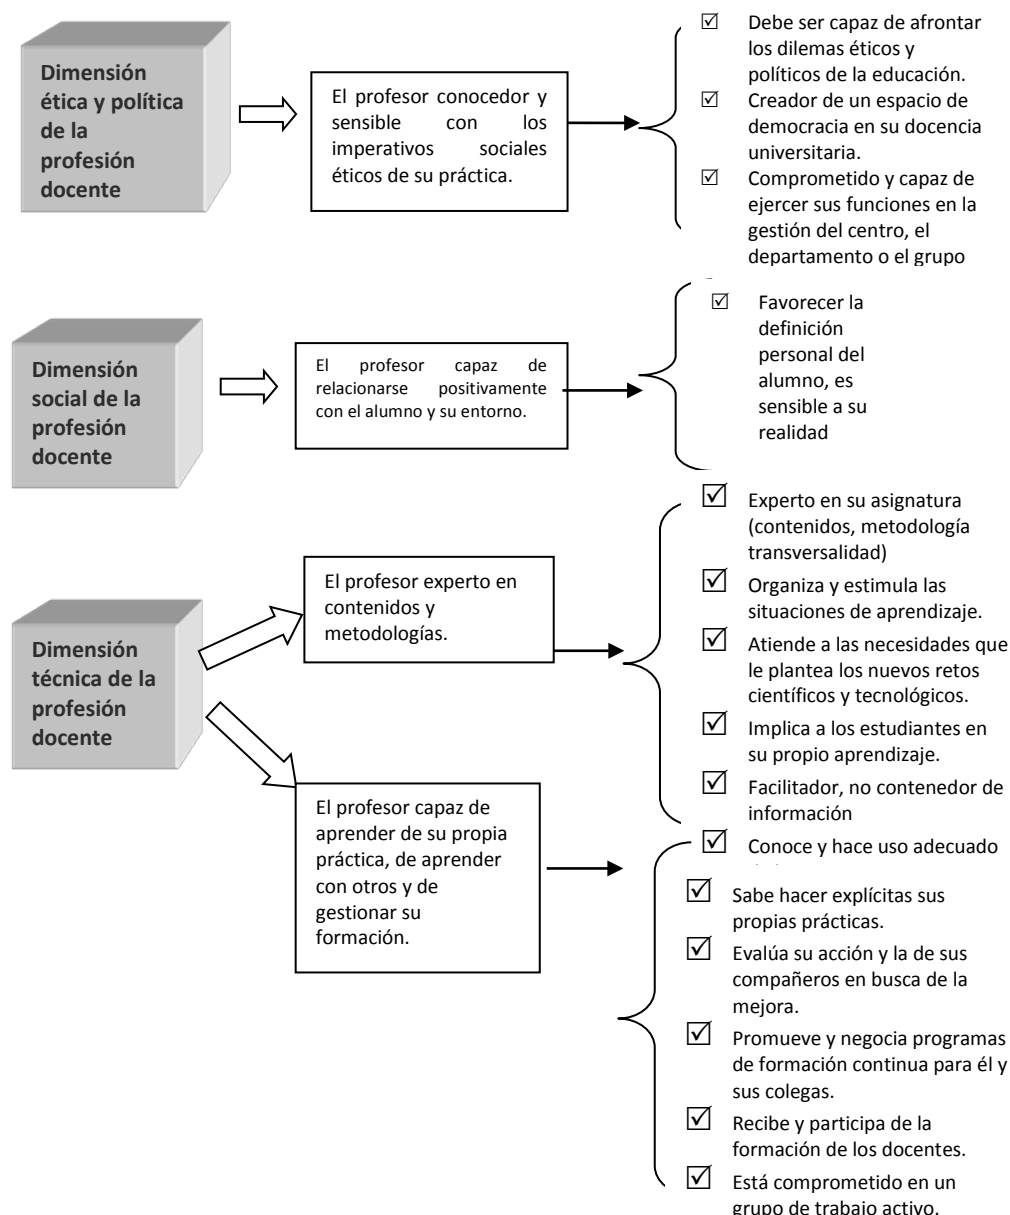 Dimensión
ética y política
de la
profesión
docente
El profesor conocedor y
sensible con los
imperativos sociales
éticos de su práctica.
☑ Debe ser capaz de afrontar
los dilemas éticos y
políticos de la educación.
☑ Creador de un espacio de
democracia en su docencia
universitaria.
☑ Comprometido y capaz de
ejercer sus funciones en la
gestión del centro, el
departamento o el grupo
Dimensión
social de la
profesión
docente
El profesor capaz de
relacionarse positivamente
con el alumno y su entorno.
☑ Favorecer la
definición
personal del
alumno, es
sensible a su
realidad
Dimensión
técnica de la
profesión
docente
El profesor experto en
contenidos y
metodologías.
☑ Experto en su asignatura
(contenidos, metodología
transversalidad)
☑ Organiza y estimula las
situaciones de aprendizaje.
☑ Atiende a las necesidades que
le plantea los nuevos retos
científicos y tecnológicos.
☑ Implica a los estudiantes en
su propio aprendizaje.
☑ Facilitador, no contenedor de
información
☑ Conoce y hace uso adecuado
El profesor capaz de
aprender de su propia
práctica, de aprender
con otros y de
gestionar su
formación.
☑ Sabe hacer explícitas sus
propias prácticas.
☑ Evalúa su acción y la de sus
compañeros en busca de la
mejora.
☑ Promueve y negocia programas
de formación continua para él y
sus colegas.
☑ Recibe y participa de la
formación de los docentes.
☑ Está comprometido en un
grupo de trabajo activo.